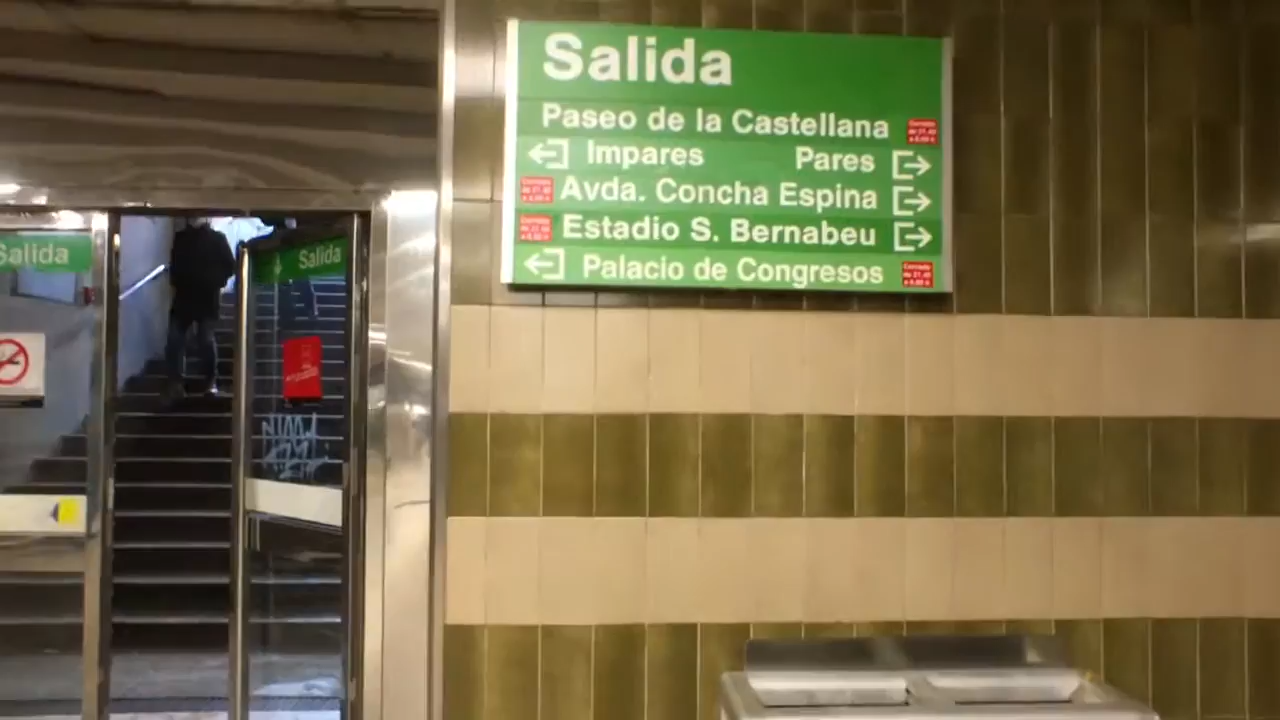 Salida
Paseo de la Castellana
Impares Pares
Avda. Concha Espina
Estadio S. Bernabeu
Palacio de Congresos
Salida
Salida